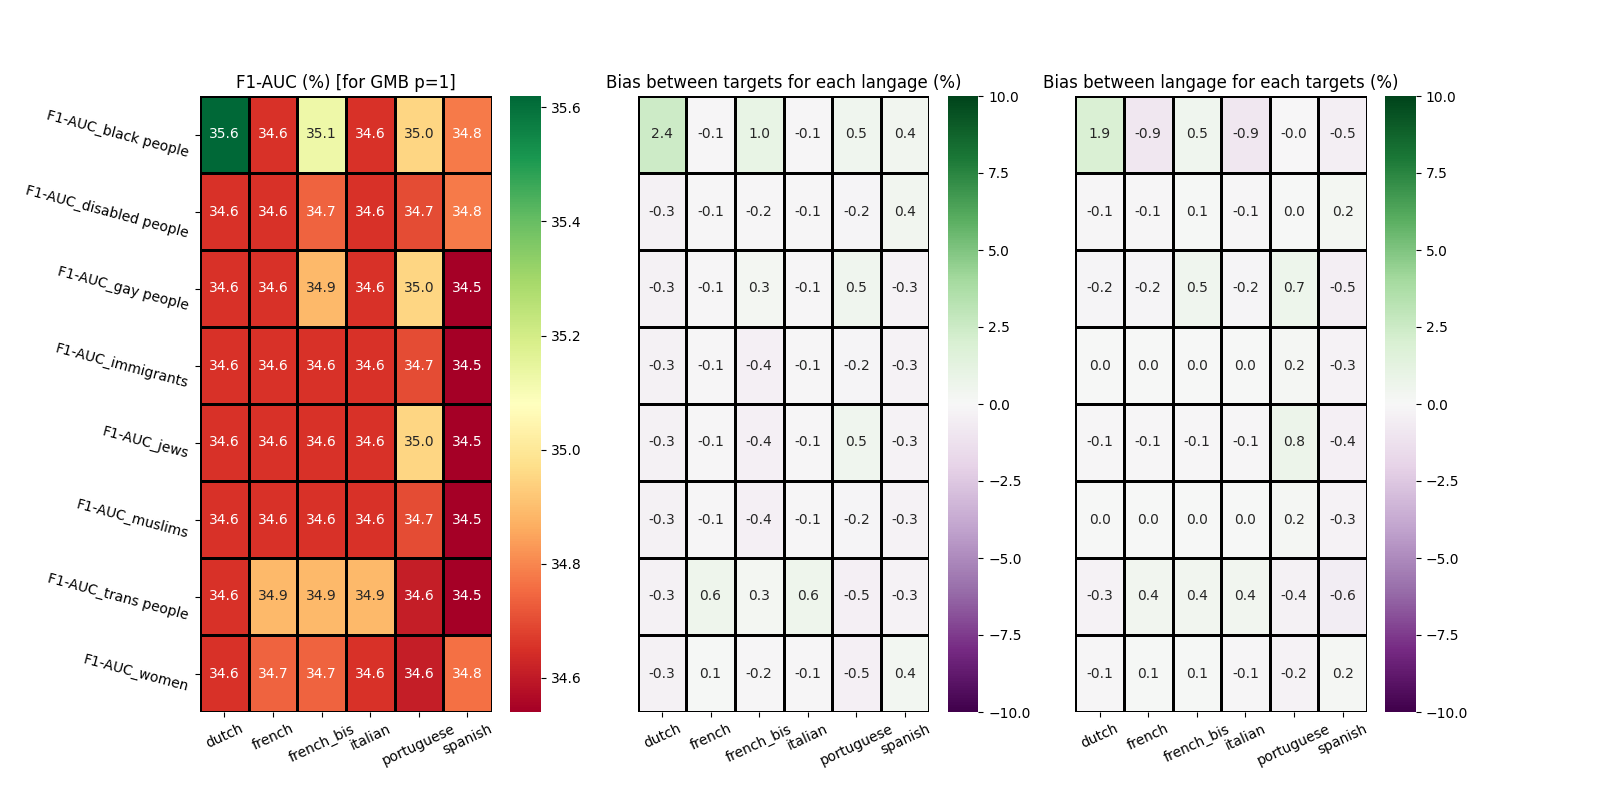 F1-AUC (%) [for GMB p=1]
Bias between targets for each langage (%)
Bias between langage for each targets (%)
F1-AUC_black people
35.6 34.6 35.1 34.6 35.0 34.8
2.4 -0.1 1.0 -0.1 0.5 0.4
1.9 -0.9 0.5 -0.9 -0.0 -0.5
F1-AUC_disabled people
34.6 34.6 34.7 34.6 34.7 34.8
-0.3 -0.1 -0.2 -0.1 -0.2 0.4
-0.1 -0.1 0.1 -0.1 0.0 0.2
F1-AUC_gay people
34.6 34.6 34.9 34.6 35.0 34.5
-0.3 -0.1 0.3 -0.1 0.5 -0.3
-0.2 -0.2 0.5 -0.2 0.7 -0.5
F1-AUC_immigrants
34.6 34.6 34.6 34.6 34.7 34.5
-0.3 -0.1 -0.4 -0.1 -0.2 -0.3
0.0 0.0 0.0 0.0 0.2 -0.3
F1-AUC_jews
34.6 34.6 34.6 34.6 35.0 34.5
-0.3 -0.1 -0.4 -0.1 0.5 -0.3
-0.1 -0.1 -0.1 -0.1 0.8 -0.4
F1-AUC_muslims
34.6 34.6 34.6 34.6 34.7 34.5
-0.3 -0.1 -0.4 -0.1 -0.2 -0.3
0.0 0.0 0.0 0.0 0.2 -0.3
F1-AUC_trans people
34.6 34.9 34.9 34.9 34.6 34.5
-0.3 0.6 0.3 0.6 -0.5 -0.3
-0.3 0.4 0.4 0.4 -0.4 -0.6
F1-AUC_women
34.6 34.7 34.7 34.6 34.6 34.8
-0.3 0.1 -0.2 -0.1 -0.5 0.4
-0.1 0.1 0.1 -0.1 -0.2 0.2
dutch french french_bis italian portuguese spanish
dutch french french_bis italian portuguese spanish
dutch french french_bis italian portuguese spanish
35.6
35.4
35.2
35.0
34.8
34.6
10.0
7.5
5.0
2.5
0.0
−2.5
−5.0
−7.5
−10.0
10.0
7.5
5.0
2.5
0.0
−2.5
−5.0
−7.5
−10.0